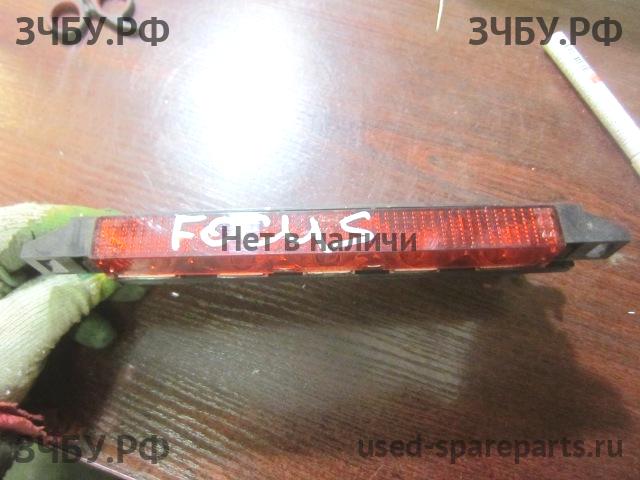 ЗЧБУ.РФ ЗЧБУ.РФ
FOCUS
Нет в наличи
ЗЧБУ.РФ used-spareparts.ru